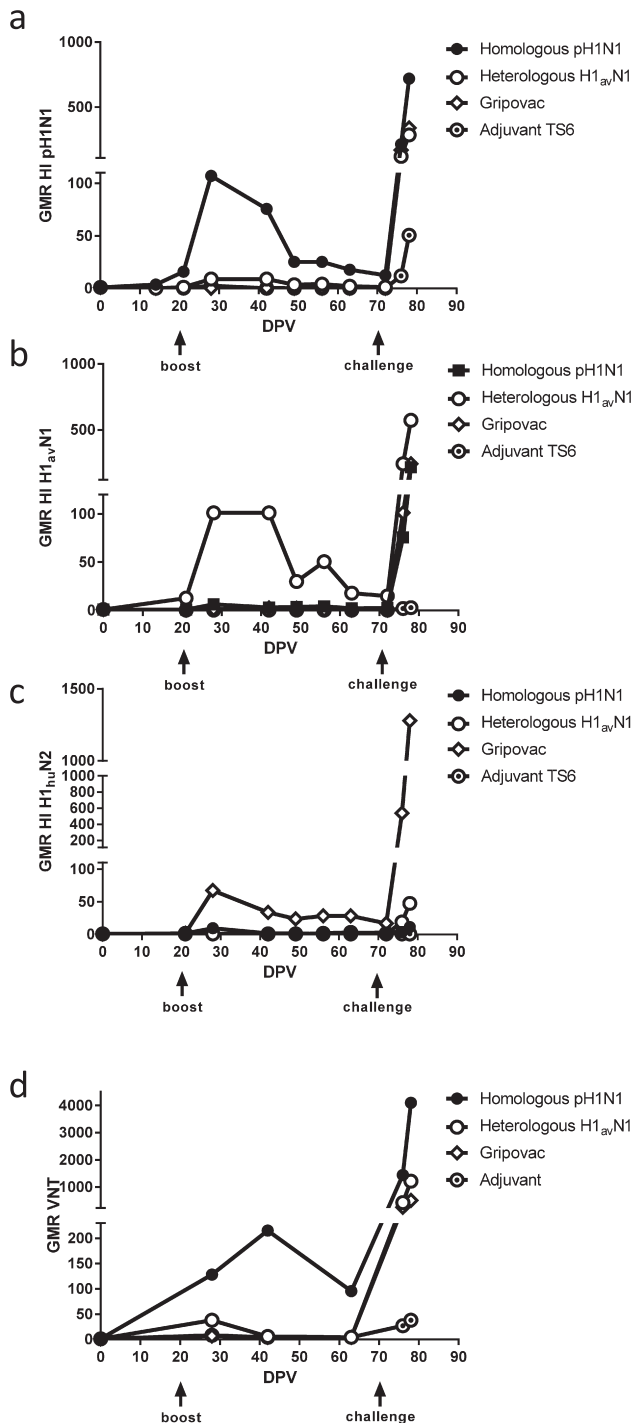 a
GMR HI pH1N1
1000
500
100
50
0
0 10 20 30 40 50 60 70 80 90
DPV
boost
challenge
Homologous pH1N1
Heterologous H1avN1
Gripovac
Adjuvant TS6
b
GMR HI H1avN1
1000
500
100
50
0
0 10 20 30 40 50 60 70 80 90
DPV
boost
challenge
Homologous pH1N1
Heterologous H1avN1
Gripovac
Adjuvant TS6
c
GMR HI H1huN2
1500
1000
1000
800
600
400
200
100
50
0
0 10 20 30 40 50 60 70 80 90
DPV
boost
challenge
Homologous pH1N1
Heterologous H1avN1
Gripovac
Adjuvant TS6
d
GMR VNT
4000
3000
2000
1000
200
150
100
50
0
0 10 20 30 40 50 60 70 80 90
DPV
boost
challenge
Homologous pH1N1
Heterologous H1avN1
Gripovac
Adjuvant